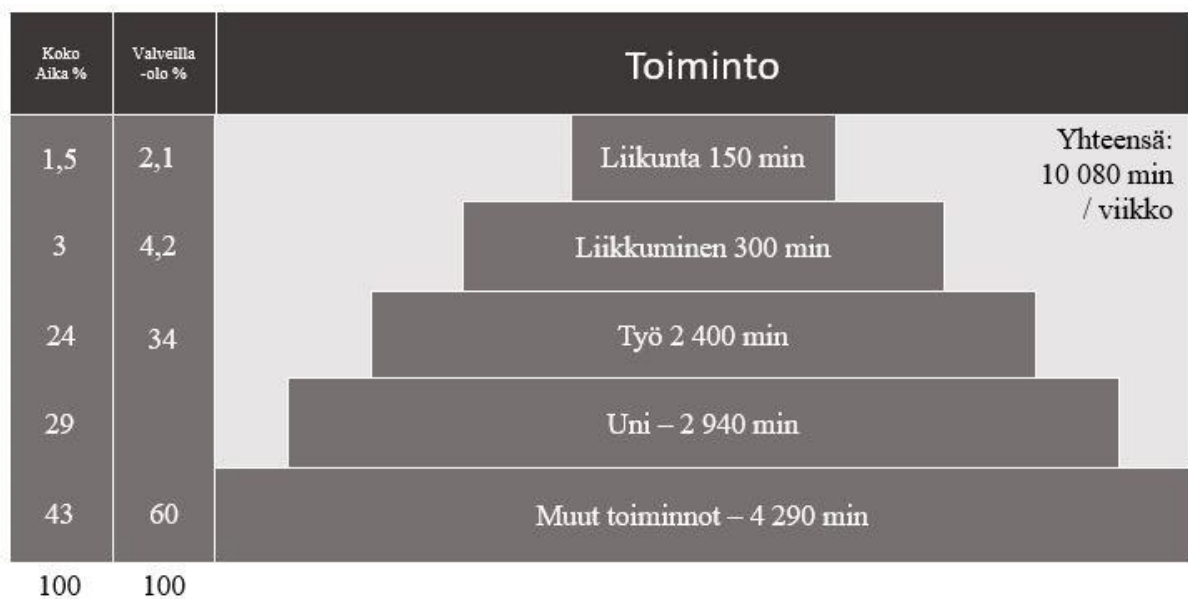 Koko
Aika %
Valveilla
-olo %
Toiminto
1,5
2,1
Liikunta 150 min
Yhteensä:
10 080 min
/ viikko
3
4,2
Liikkuminen 300 min
24
34
Työ 2 400 min
29
Uni – 2 940 min
43
60
Muut toiminnot – 4 290 min
100
100